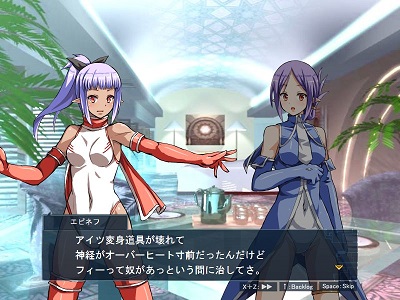 エピネフ
アイツ変身道具が壊れて
神経がオーバーヒート寸前だったんだけど
フィーって奴があっという間に治してさ。
X+Z: ▶▶ ↑:Backlog Space: Skip